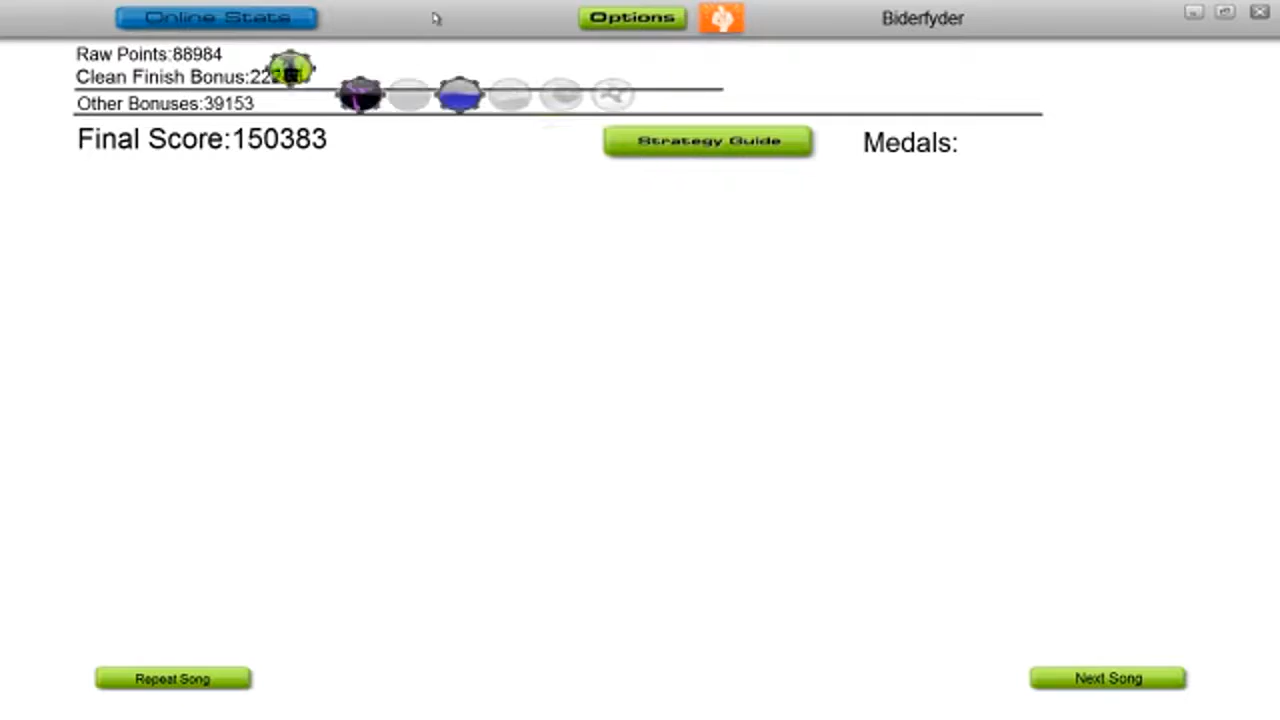 Online Stats
Options
Biderfyder
Raw Points:88984
Clean Finish Bonus:22
Other Bonuses:39153
Final Score:150383
Strategy Guide
Medals:
Repeat Song
Next Song